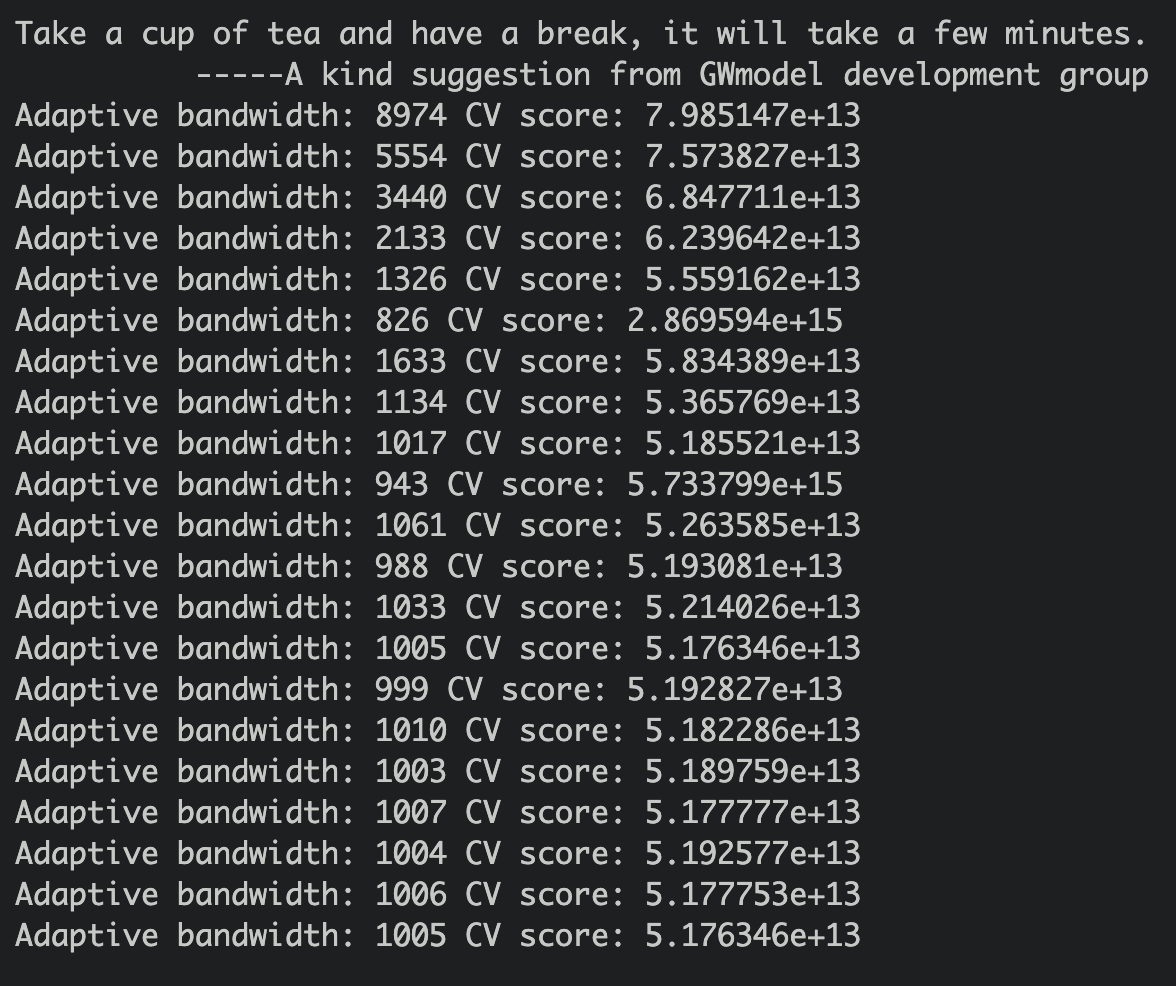 Take a cup of tea and have a break, it will take a few minutes.
-----A kind suggestion from GWmodel development group
Adaptive bandwidth: 8974 CV score: 7.985147e+13
Adaptive bandwidth: 5554 CV score: 7.573827e+13
Adaptive bandwidth: 3440 CV score: 6.847711e+13
Adaptive bandwidth: 2133 CV score: 6.239642e+13
Adaptive bandwidth: 1326 CV score: 5.559162e+13
Adaptive bandwidth: 826 CV score: 2.869594e+15
Adaptive bandwidth: 1633 CV score: 5.834389e+13
Adaptive bandwidth: 1134 CV score: 5.365769e+13
Adaptive bandwidth: 1017 CV score: 5.185521e+13
Adaptive bandwidth: 943 CV score: 5.733799e+15
Adaptive bandwidth: 1061 CV score: 5.263585e+13
Adaptive bandwidth: 988 CV score: 5.193081e+13
Adaptive bandwidth: 1033 CV score: 5.214026e+13
Adaptive bandwidth: 1005 CV score: 5.176346e+13
Adaptive bandwidth: 999 CV score: 5.192827e+13
Adaptive bandwidth: 1010 CV score: 5.182286e+13
Adaptive bandwidth: 1003 CV score: 5.189759e+13
Adaptive bandwidth: 1007 CV score: 5.177777e+13
Adaptive bandwidth: 1004 CV score: 5.192577e+13
Adaptive bandwidth: 1006 CV score: 5.177753e+13
Adaptive bandwidth: 1005 CV score: 5.176346e+13